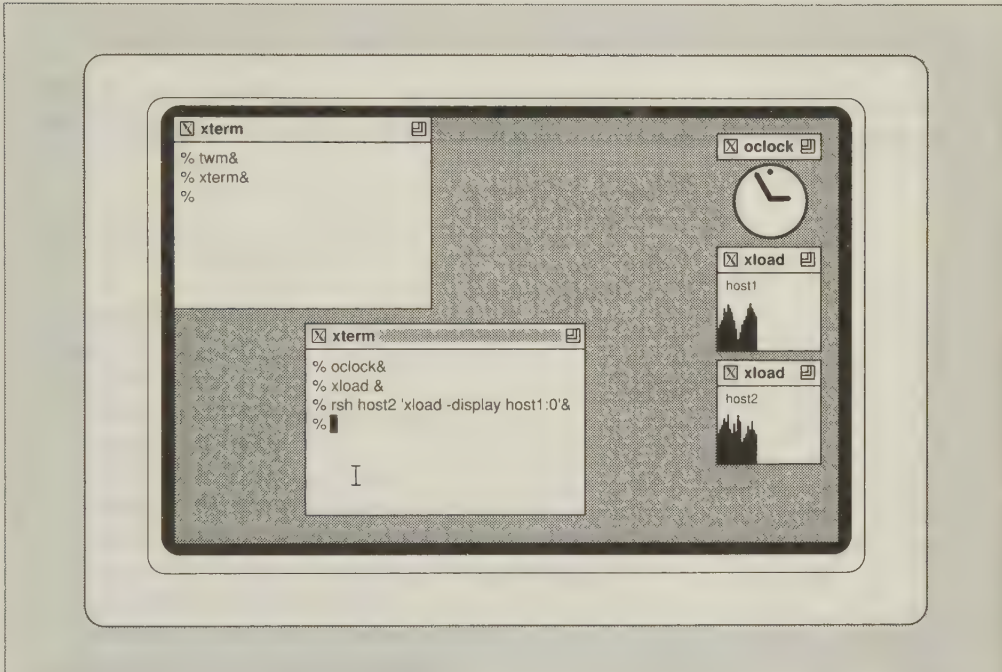 xterm
% twm&
% xterm&
%
xterm
% oclock&
% xload &
% rsh host2 'xload -display host1:0'&
%
oclock
xload
host1
xload
host2